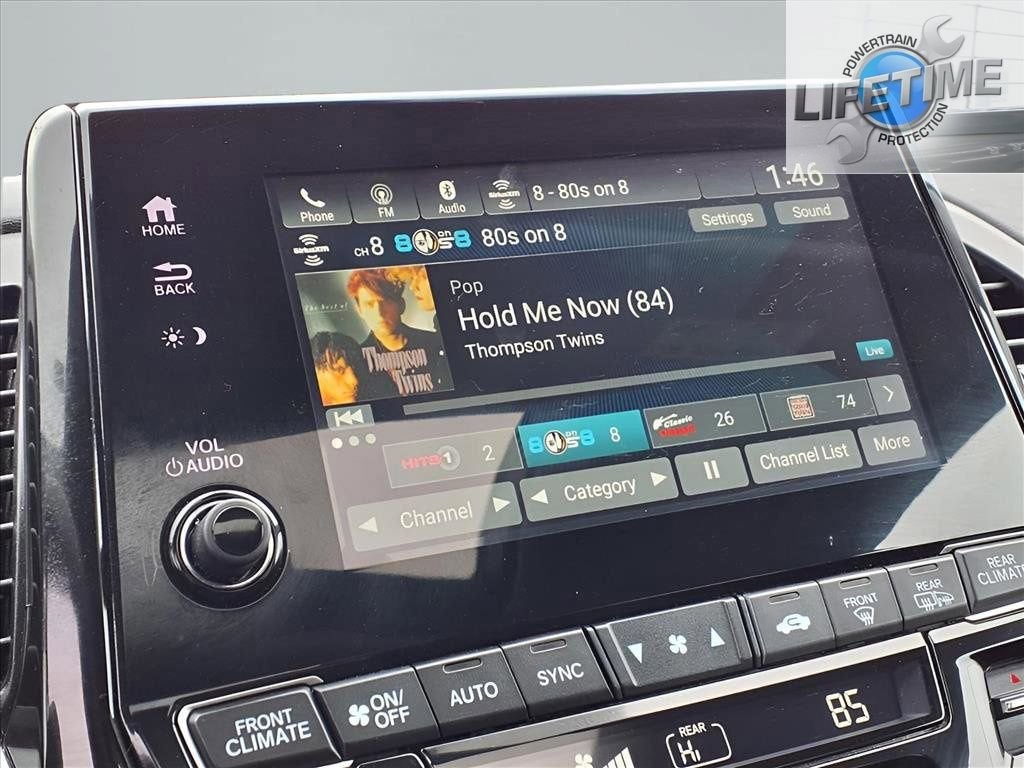 POWERTRAIN
LIFETIME
PROTECTION
HOME
BACK
VOL
AUDIO
Phone
FM
Audio
SiriusXM
8 - 80s on 8
1:46
SiriusXM
CH 8
80s on 8
80s on 8
Settings
Sound
The Best of
Thompson
Twins
Pop
Hold Me Now (84)
Thompson Twins
Live
HITS 1
2
80s on 8
8
Classic
26
74
Channel
Category
Channel List
More
FRONT
CLIMATE
ON/
OFF
AUTO
SYNC
FRONT
REAR
REAR
CLIMATE
REAR
Hi
85